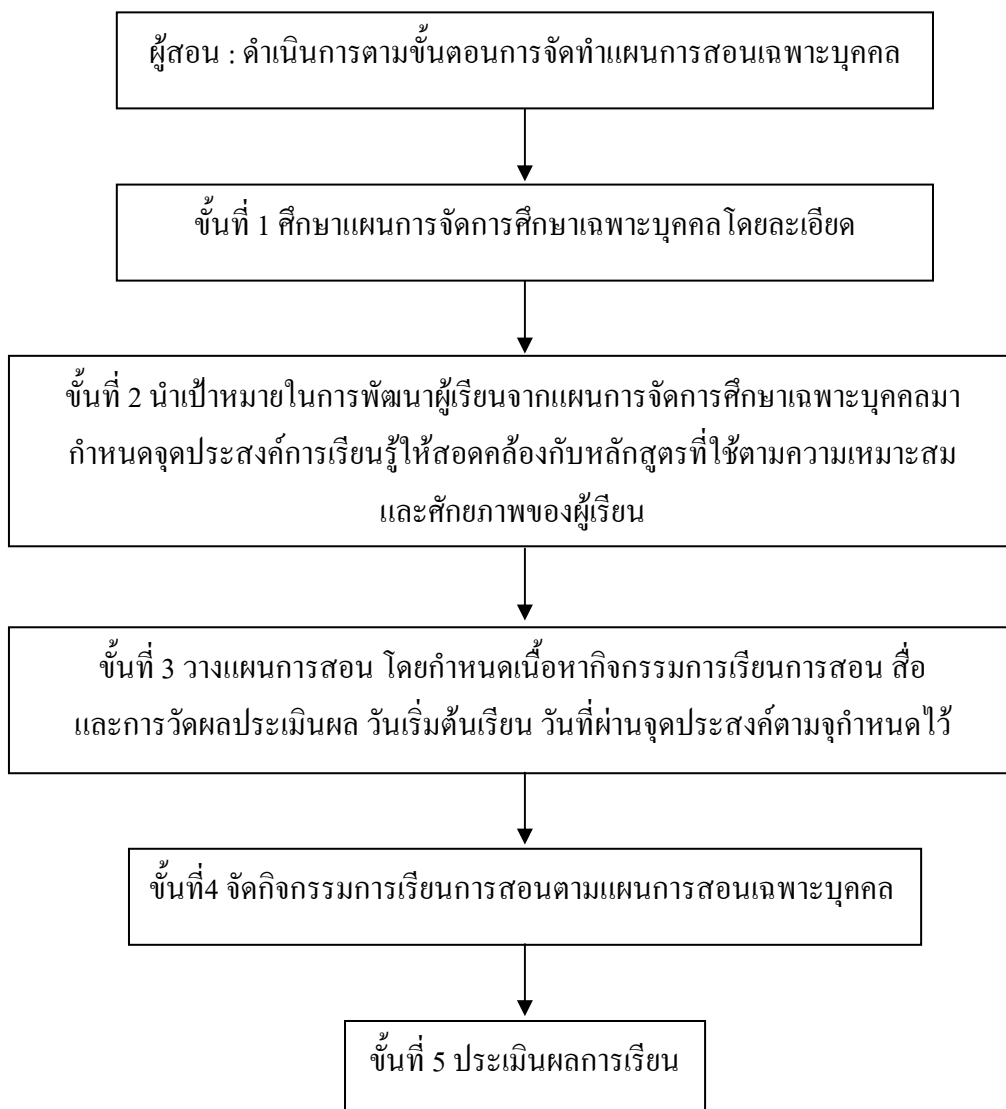 ผู้สอน : ดำเนินการตามขั้นตอนการจัดทำแผนการสอนเฉพาะบุคคล
ขั้นที่ 1 ศึกษาแผนการจัดการศึกษาเฉพาะบุคคลโดยละเอียด
ขั้นที่ 2 นำเป้าหมายในการพัฒนาผู้เรียนจากแผนการจัดการศึกษาเฉพาะบุคคลมา
กำหนดจุดประสงค์การเรียนรู้ให้สอดคล้องกับหลักสูตรที่ใช้ตามความเหมาะสม
และศักยภาพของผู้เรียน
ขั้นที่ 3 วางแผนการสอน โดยกำหนดเนื้อหากิจกรรมการเรียนการสอน สื่อ
และการวัดผลประเมินผล วันเริ่มต้นเรียน วันที่ผ่านจุดประสงค์ตามจุกำหนดไว้
ขั้นที่4 จัดกิจกรรมการเรียนการสอนตามแผนการสอนเฉพาะบุคคล
ขั้นที่ 5 ประเมินผลการเรียน